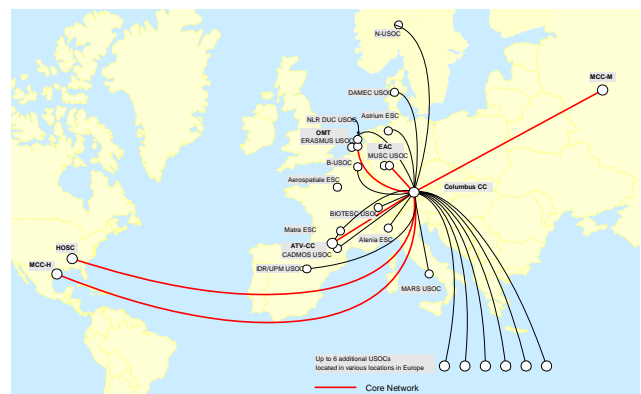 N-USOC
MCC-M
DAMEC USOC
Astrium ESC
NLR DUC USOC
OMT
ERASMUS USOC
EAC
MUSC USOC
B-USOC
Aerospatiale ESC
Columbus CC
BIOTESC USOC
Matra ESC
Alenia ESC
ATV-CC
CADMOS USOC
HOSC
MCC-H
IDR/UPM USOC
MARS USOC
Up to 6 additional USOCs
located in various locations in Europe
Core Network